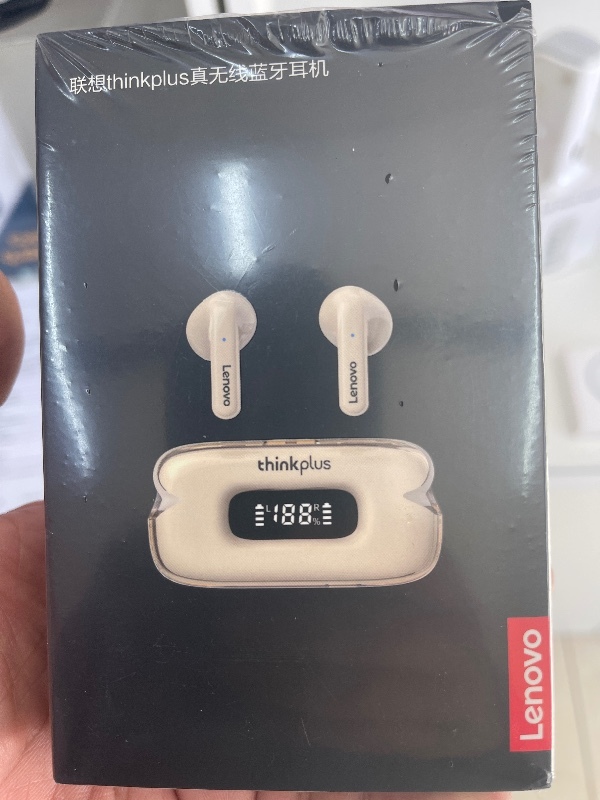 联想thinkplus真无线蓝牙耳机
Lenovo
Lenovo
thinkplus
L 188 % R
Lenovo